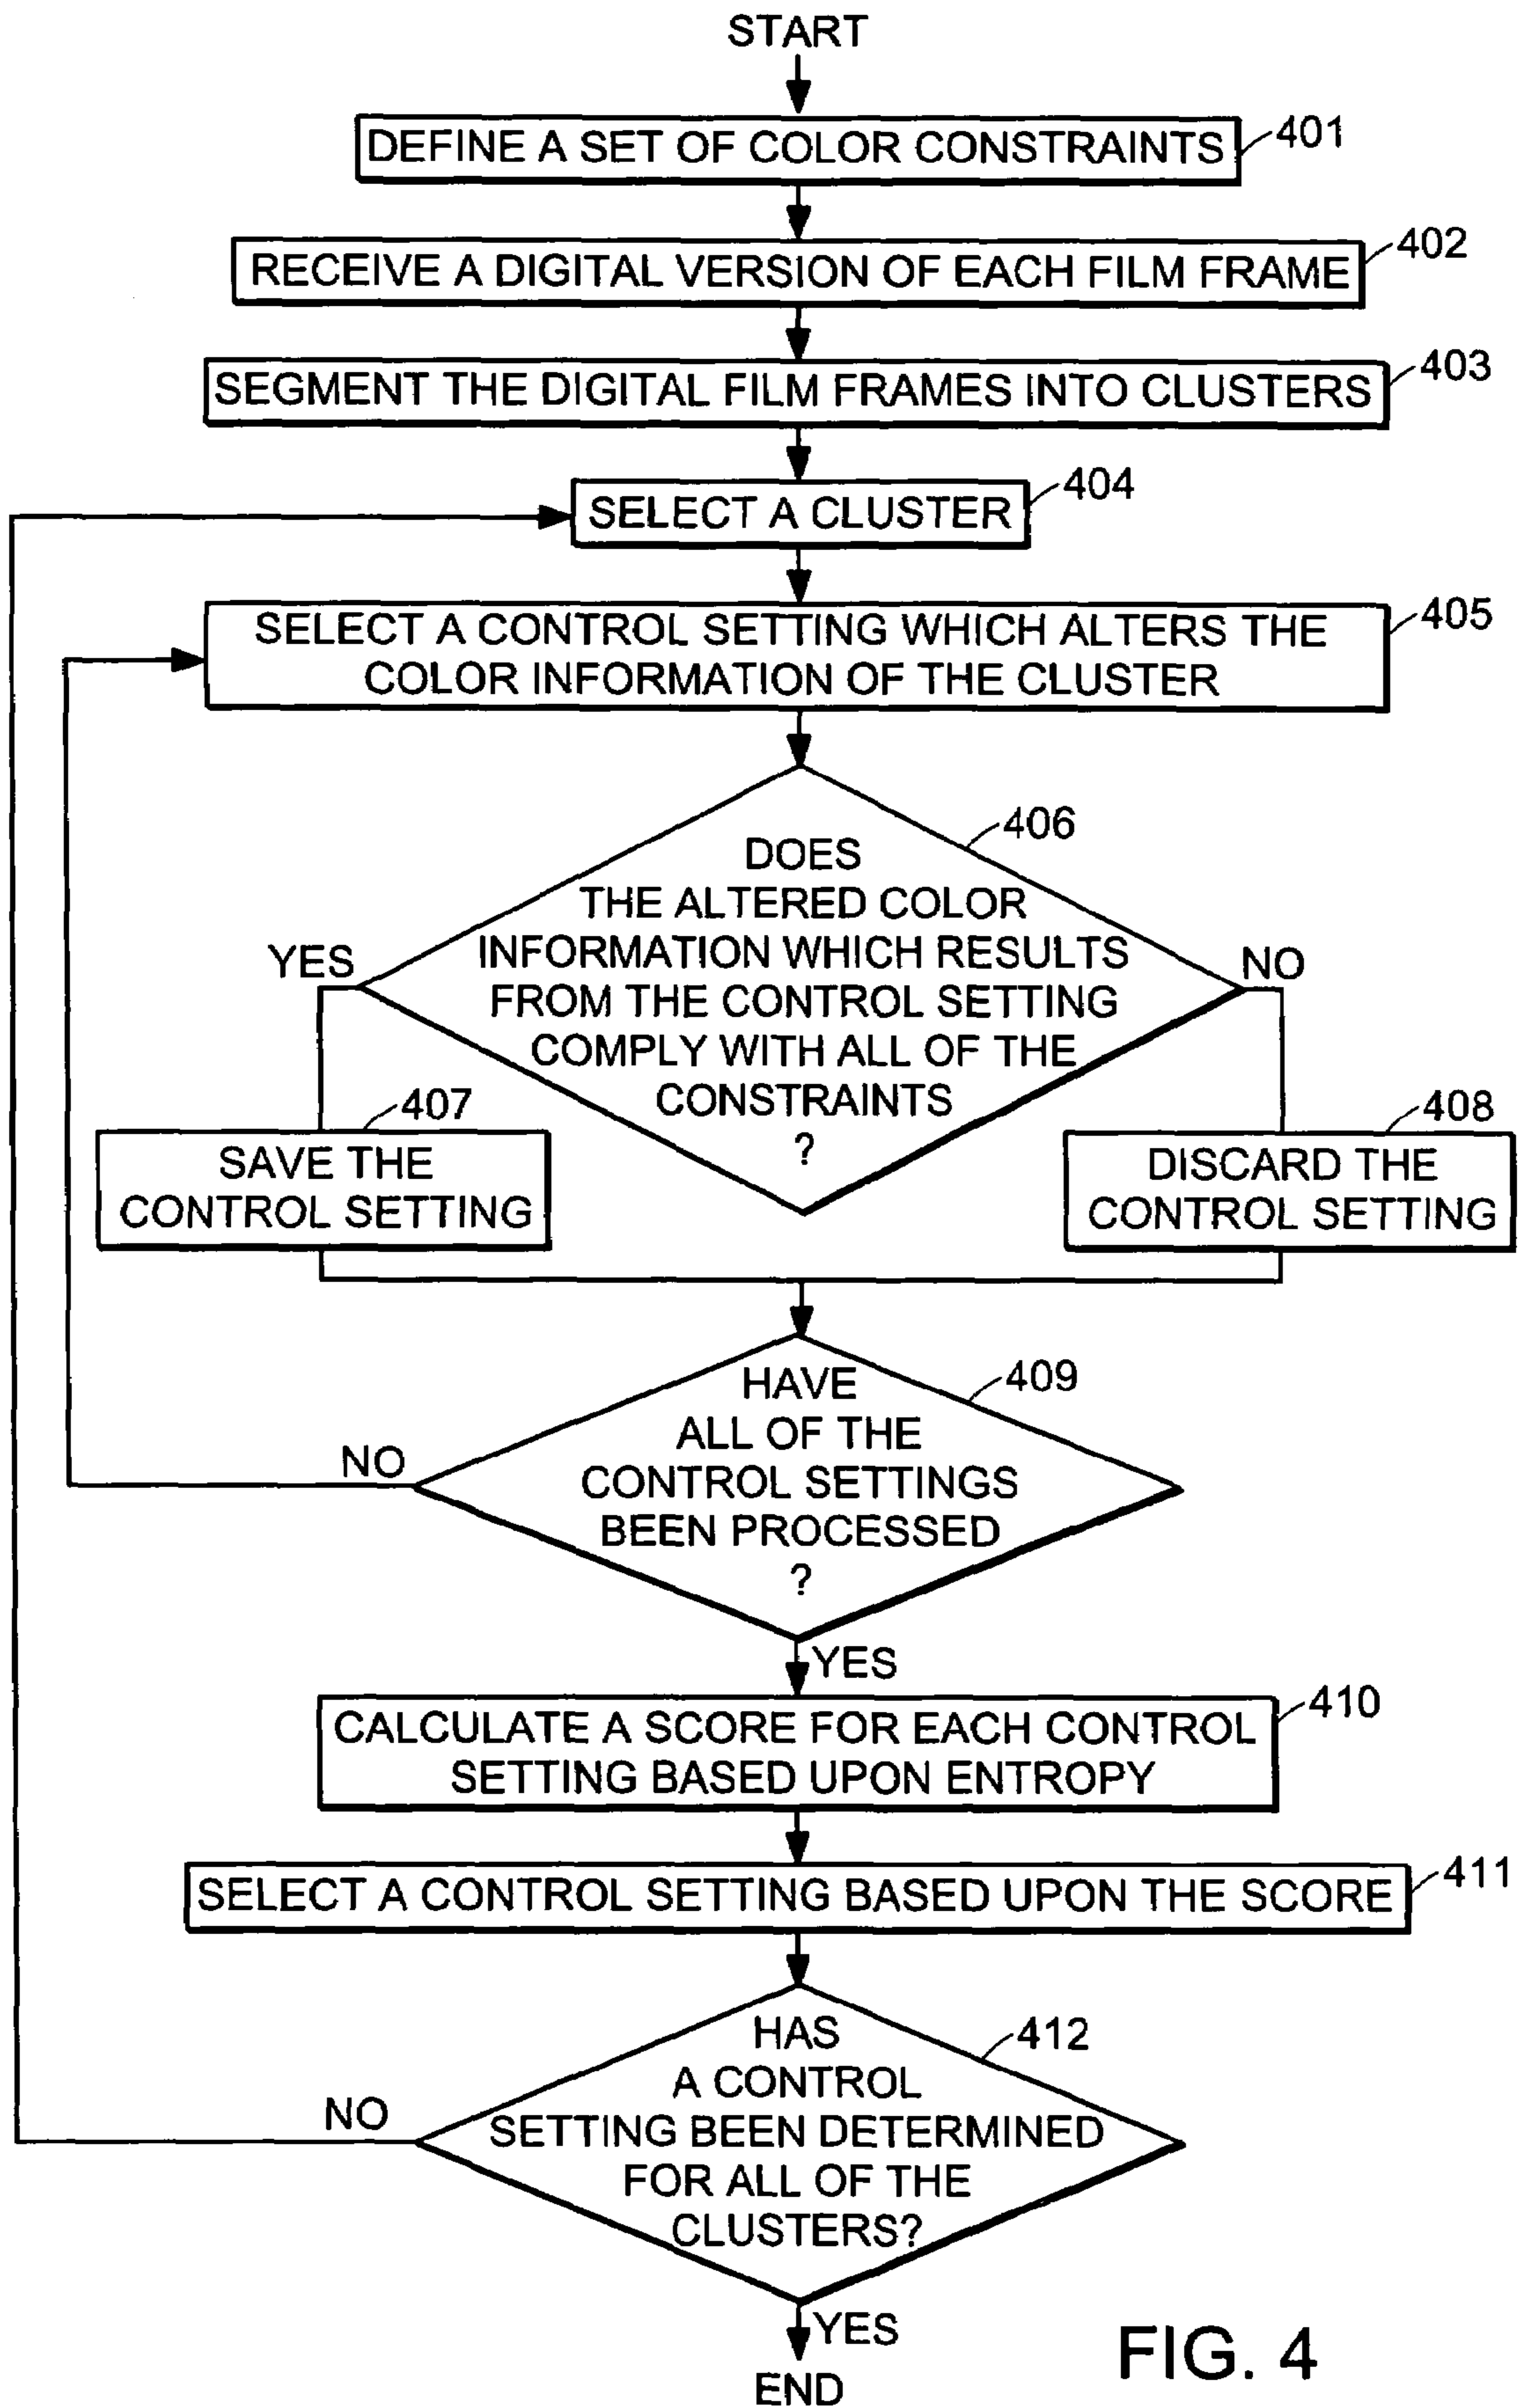 START
DEFINE A SET OF COLOR CONSTRAINTS
401
RECEIVE A DIGITAL VERSION OF EACH FILM FRAME
402
SEGMENT THE DIGITAL FILM FRAMES INTO CLUSTERS
403
SELECT A CLUSTER
404
SELECT A CONTROL SETTING WHICH ALTERS THE
COLOR INFORMATION OF THE CLUSTER
405
DOES
THE ALTERED COLOR
INFORMATION WHICH RESULTS
FROM THE CONTROL SETTING
COMPLY WITH ALL OF THE
CONSTRAINTS
?
406
YES
NO
SAVE THE
CONTROL SETTING
407
DISCARD THE
CONTROL SETTING
408
HAVE
ALL OF THE
CONTROL SETTINGS
BEEN PROCESSED
?
409
NO
YES
CALCULATE A SCORE FOR EACH CONTROL
SETTING BASED UPON ENTROPY
410
SELECT A CONTROL SETTING BASED UPON THE SCORE
411
HAS
A CONTROL
SETTING BEEN DETERMINED
FOR ALL OF THE
CLUSTERS?
412
NO
YES
END
FIG. 4